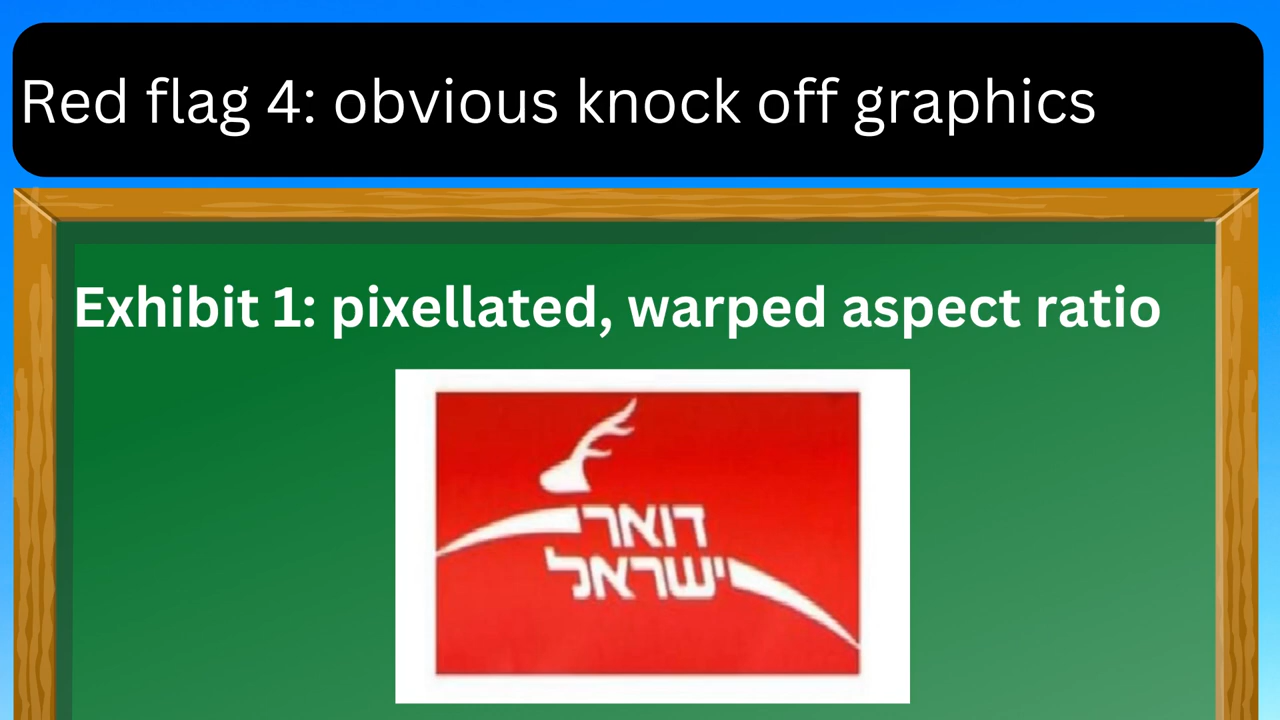 Red flag 4: obvious knock off graphics
Exhibit 1: pixellated, warped aspect ratio
דואר
ישראל